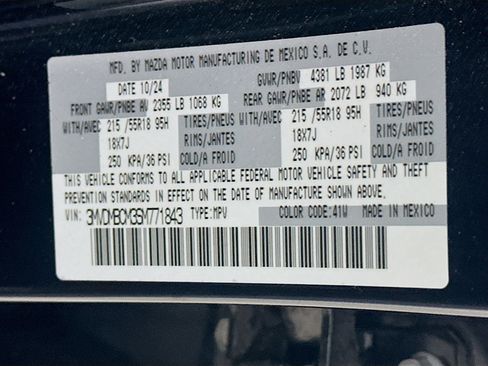 MFD. BY MAZDA MOTOR MANUFACTURING DE MEXICO S.A. DE C.V.
DATE 10/24 GVWR/PNBV 4381 LB 1987 KG
FRONT GAWR/PNBE AV 2355 LB 1068 KG REAR GAWR/PNBE AR 2072 LB 940 KG
WITH/AVEC 215/55R18 95H TIRES/PNEUS WITH/AVEC 215/55R18 95H TIRES/PNEUS
18X7J RIMS/JANTES 18X7J RIMS/JANTES
250 KPA/36 PSI COLD/A FROID 250 KPA/36 PSI COLD/A FROID
THIS VEHICLE CONFORMS TO ALL APPLICABLE FEDERAL MOTOR VEHICLE SAFETY AND THEFT
PREVENTION STANDARDS IN EFFECT ON THE DATE OF MANUFACTURE SHOWN ABOVE.
VIN: 3MVDMBCM3SM771843 TYPE:MPV COLOR CODE:41W MADE IN MEXICO